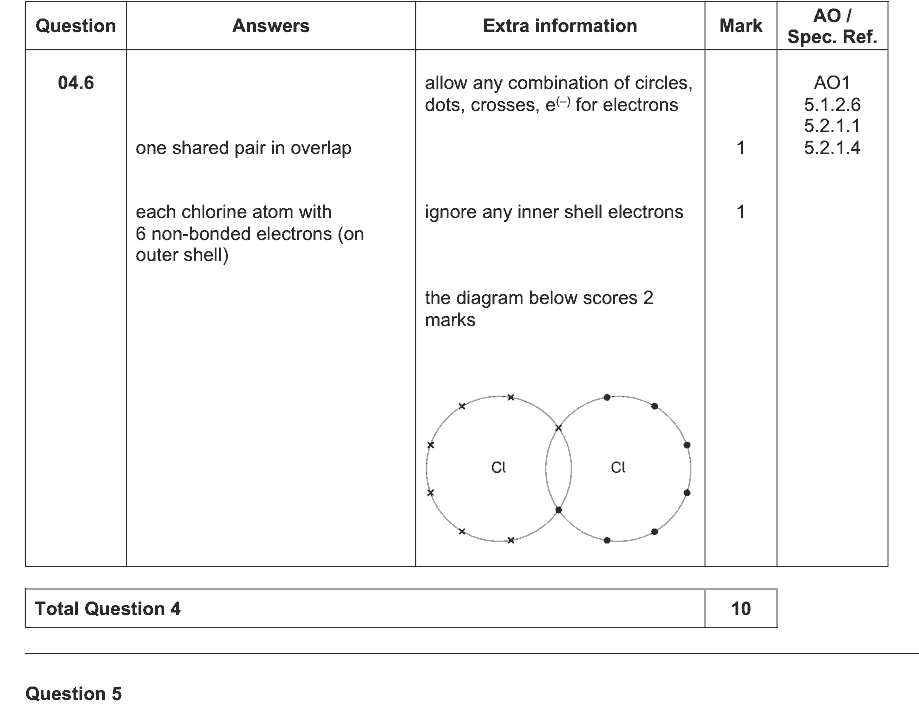 Question Answers Extra information Mark AO /
Spec. Ref.
04.6 allow any combination of circles, AO1
dots, crosses, e(–) for electrons 5.1.2.6
5.2.1.1
one shared pair in overlap 1 5.2.1.4
each chlorine atom with ignore any inner shell electrons 1
6 non-bonded electrons (on
outer shell)
the diagram below scores 2
marks
Cl Cl
Total Question 4 10
Question 5